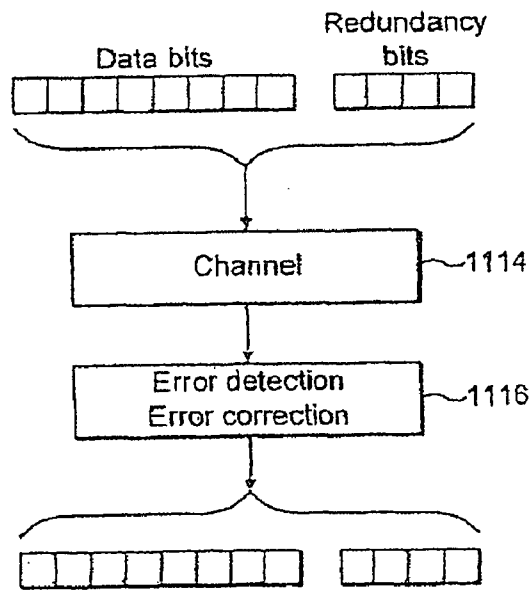 Redundancy
Data bits
bits
Channel
1114
Error detection
Error correction
1116